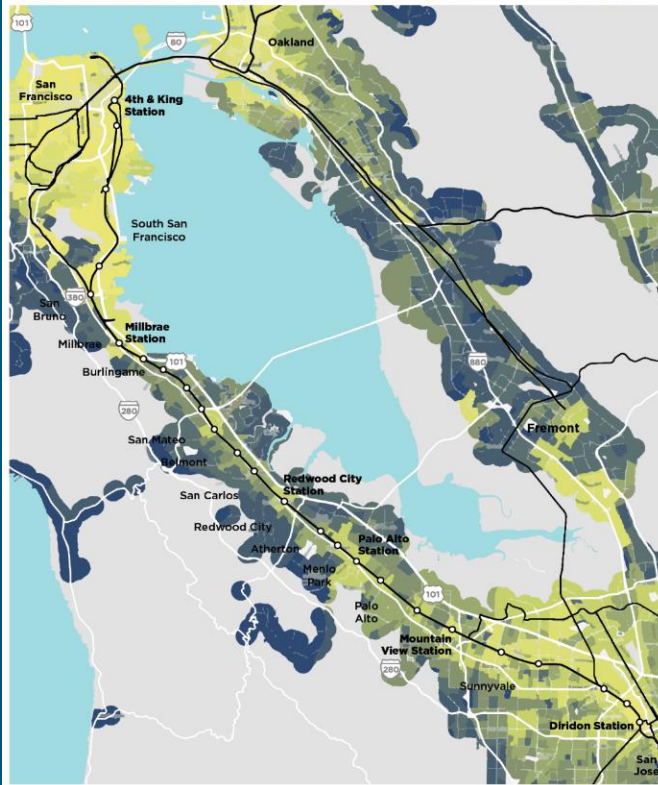 101
80
Oakland
San
Francisco
4th & King
Station
South San
Francisco
380
San
Bruno
Millbrae
Station
Millbrae
101
Burlingame
880
280
Fremont
San Mateo
Belmont
Redwood City
Station
San Carlos
Redwood City
Palo Alto
Station
Atherton
Menlo
Park
101
Palo
Alto
Mountain
View Station
280
Sunnyvale
Diridon Station
San
Jose